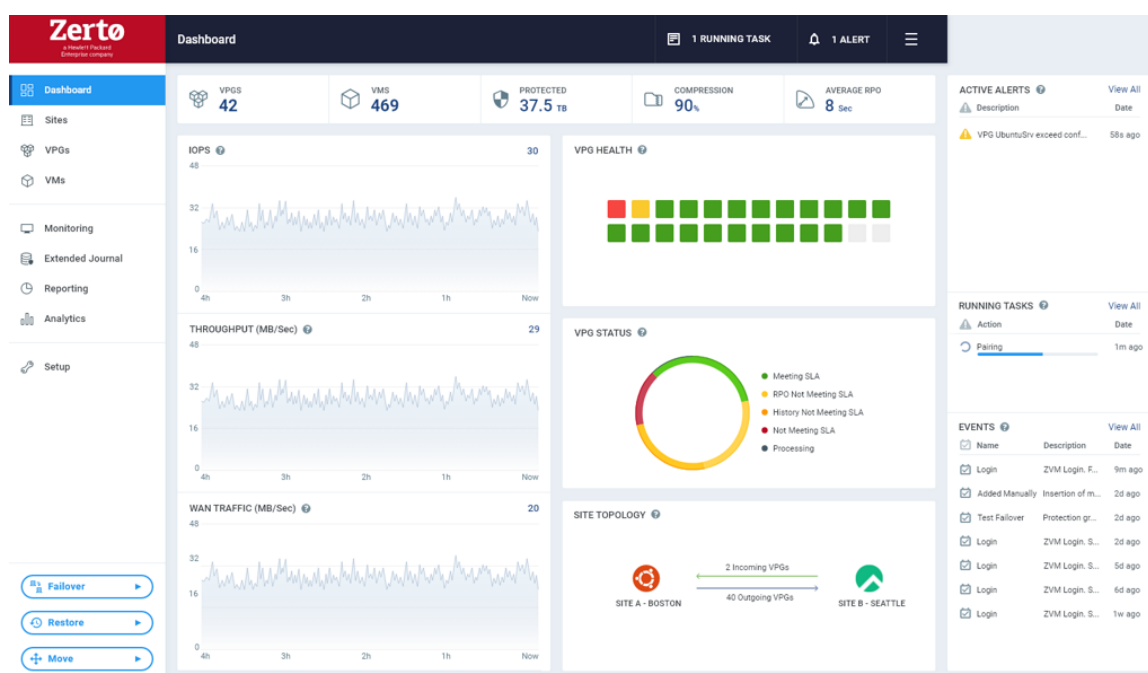 Zertø
a Hewlett Packard
Enterprise company
Dashboard
1 RUNNING TASK
1 ALERT
Dashboard
Sites
VPGs
VMs
Monitoring
Extended Journal
Reporting
Analytics
Setup
Failover
Restore
Move
VPGS
42
VMS
469
PROTECTED
37.5 TB
COMPRESSION
90%
AVERAGE RPO
8 Sec
IOPS
30
48
32
16
0
4h 3h 2h 1h Now
THROUGHPUT (MB/Sec)
29
48
32
16
0
4h 3h 2h 1h Now
WAN TRAFFIC (MB/Sec)
20
48
32
16
0
4h 3h 2h 1h Now
VPG HEALTH
VPG STATUS
Meeting SLA
RPO Not Meeting SLA
History Not Meeting SLA
Not Meeting SLA
Processing
SITE TOPOLOGY
2 Incoming VPGs
40 Outgoing VPGs
SITE A - BOSTON
SITE B - SEATTLE
ACTIVE ALERTS View All
Description Date
VPG UbuntuSrv exceed conf... 58s ago
RUNNING TASKS View All
Action Date
Pairing 1m ago
EVENTS View All
Name Description Date
Login ZVM Login. F... 9m ago
Added Manually Insertion of m... 2d ago
Test Failover Protection gr... 2d ago
Login ZVM Login. S... 2d ago
Login ZVM Login. S... 5d ago
Login ZVM Login. S... 6d ago
Login ZVM Login. S... 1w ago